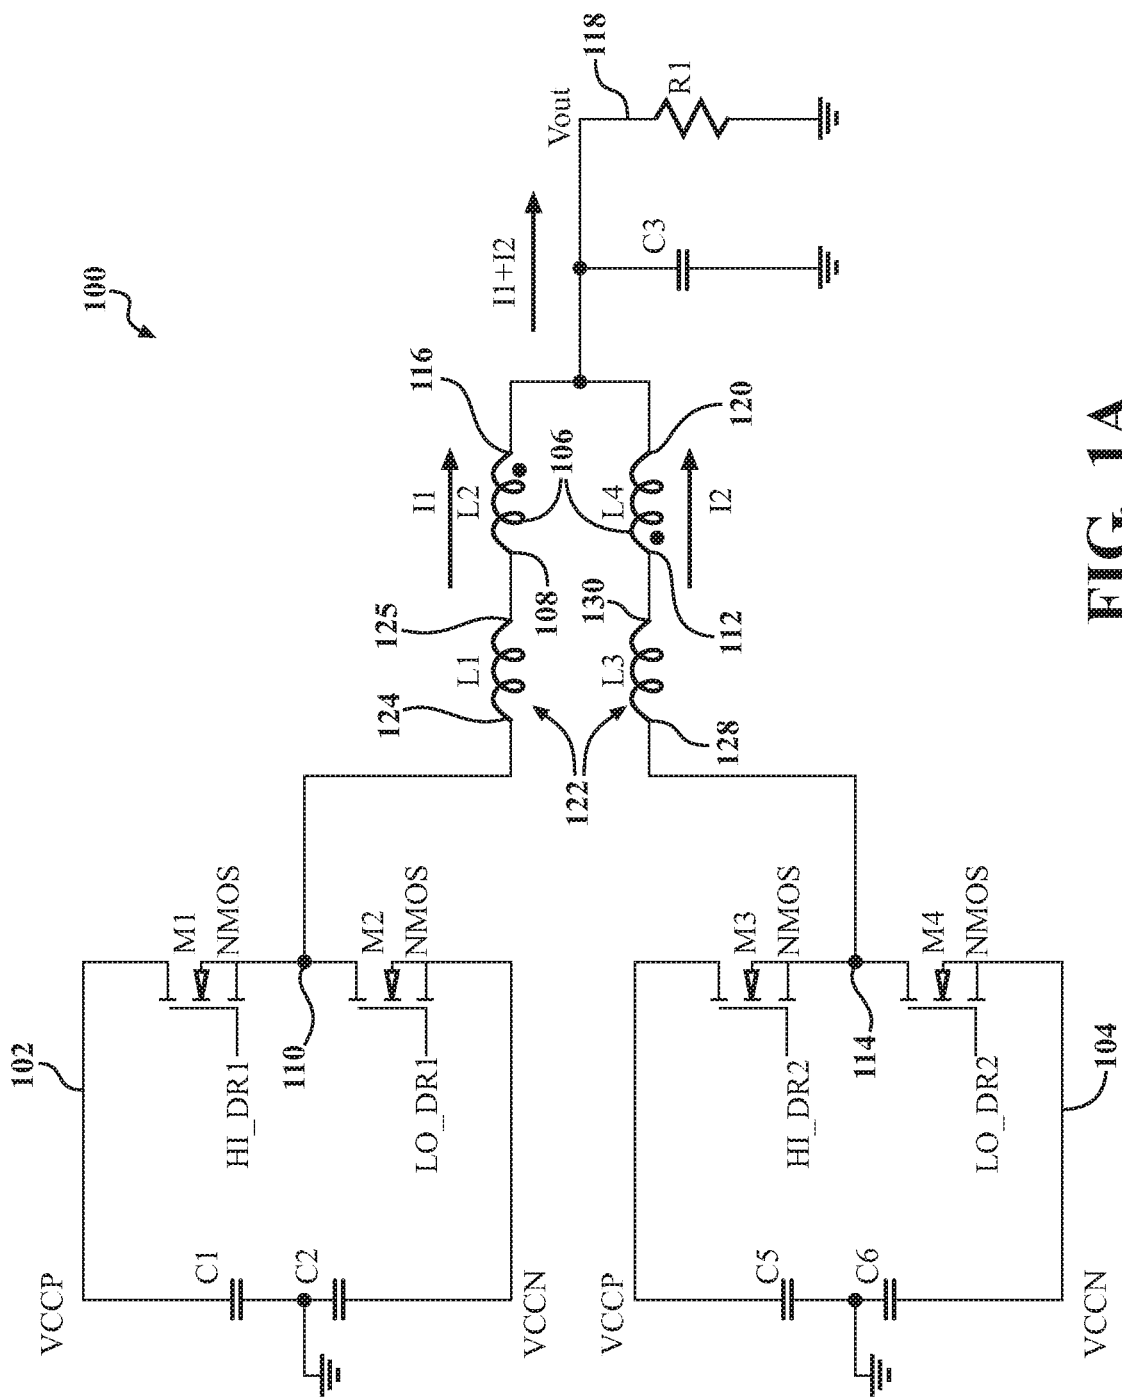 100
102
VCCP
C1
C2
VCCN
HI_DR1
LO_DR1
M1
NMOS
M2
NMOS
110
124
L1
125
I1
L2
108
116
106
I1+I2
Vout
118
C3
R1
122
L3
128
130
L4
112
120
I2
VCCP
C5
C6
VCCN
HI_DR2
LO_DR2
M3
NMOS
M4
NMOS
114
104
FIG. 1A